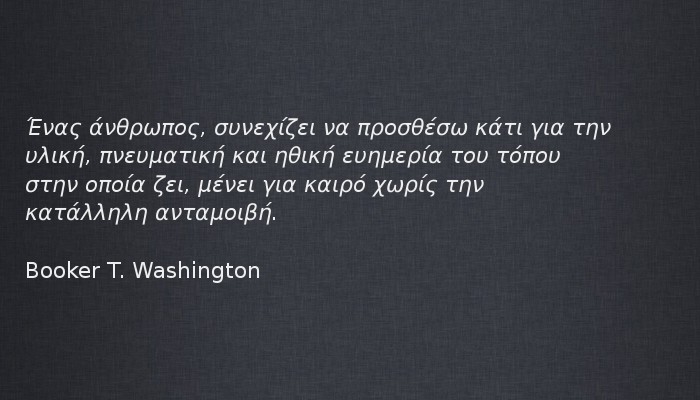 Ένας άνθρωπος, συνεχίζει να προσθέσω κάτι για την
υλική, πνευματική και ηθική ευημερία του τόπου
στην οποία ζει, μένει για καιρό χωρίς την
κατάλληλη ανταμοιβή.
Booker T. Washington